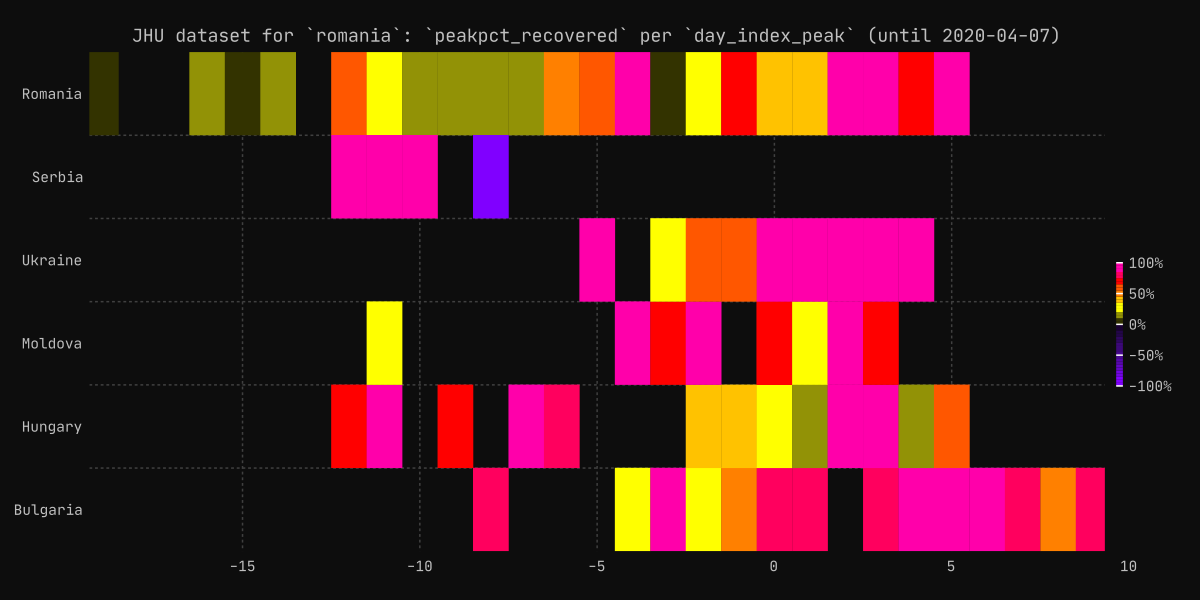 JHU dataset for `romania`: `peakpct_recovered` per `day_index_peak` (until 2020-04-07)
Romania
Serbia
Ukraine
Moldova
Hungary
Bulgaria
100%
50%
0%
-50%
-100%
-15
-10
-5
0
5
10